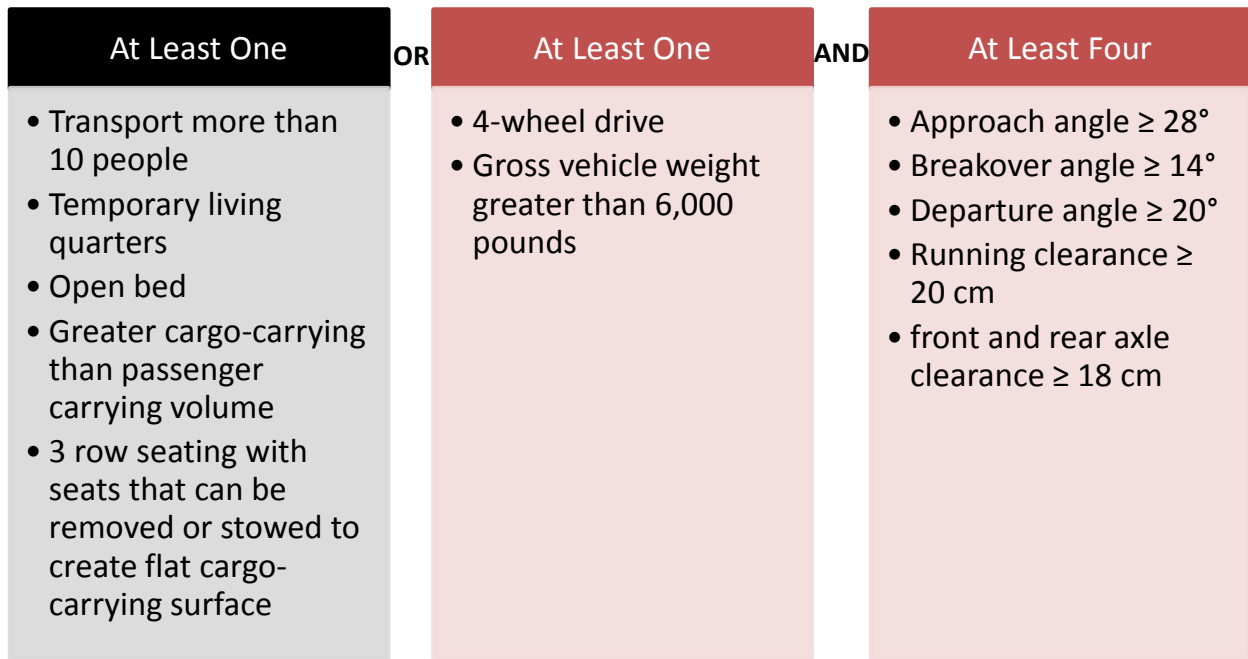 At Least One
• Transport more than
10 people
• Temporary living
quarters
• Open bed
• Greater cargo-carrying
than passenger
carrying volume
• 3 row seating with
seats that can be
removed or stowed to
create flat cargo-
carrying surface
OR
At Least One
• 4-wheel drive
• Gross vehicle weight
greater than 6,000
pounds
AND
At Least Four
• Approach angle ≥ 28°
• Breakover angle ≥ 14°
• Departure angle ≥ 20°
• Running clearance ≥
20 cm
• front and rear axle
clearance ≥ 18 cm